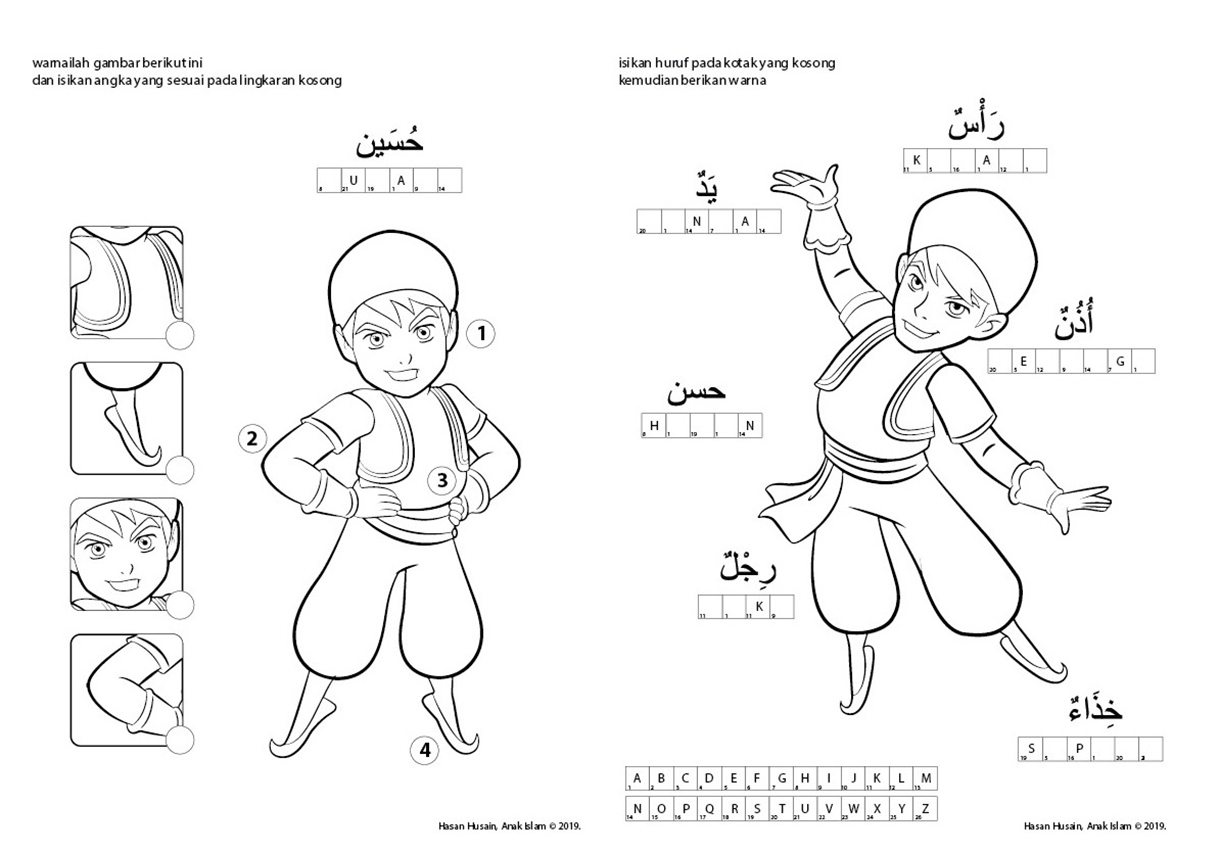 warnailah gambar berikut ini
dan isikan angka yang sesuai pada lingkaran kosong
حُسَين
U A
8 21 19 1 9 14
1
2
3
4
Hasan Husain, Anak Islam © 2019.
isikan huruf pada kotak yang kosong
kemudian berikan warna
رَأْسٌ
K A
11 5 16 1 12 1
يَدٌ
N A
20 1 14 7 1 14
أُذُنٌ
E G
20 5 12 9 14 7 1
حسن
H N
8 1 19 1 14
رِجْلٌ
K
11 1 11 9
خِذَاءٌ
S P
19 5 16 1 20 2
A B C D E F G H I J K L M
1 2 3 4 5 6 7 8 9 10 11 12 13
N O P Q R S T U V W X Y Z
14 15 16 17 18 19 20 21 22 23 24 25 26
Hasan Husain, Anak Islam © 2019.